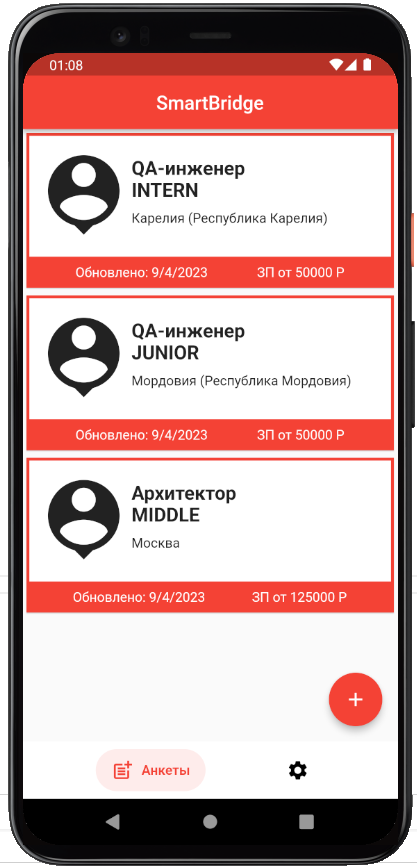 01:08
SmartBridge
QA-инженер
INTERN
Карелия (Республика Карелия)
Обновлено: 9/4/2023 ЗП от 50000 Р
QA-инженер
JUNIOR
Мордовия (Республика Мордовия)
Обновлено: 9/4/2023 ЗП от 50000 Р
Архитектор
MIDDLE
Москва
Обновлено: 9/4/2023 ЗП от 125000 Р
Анкеты